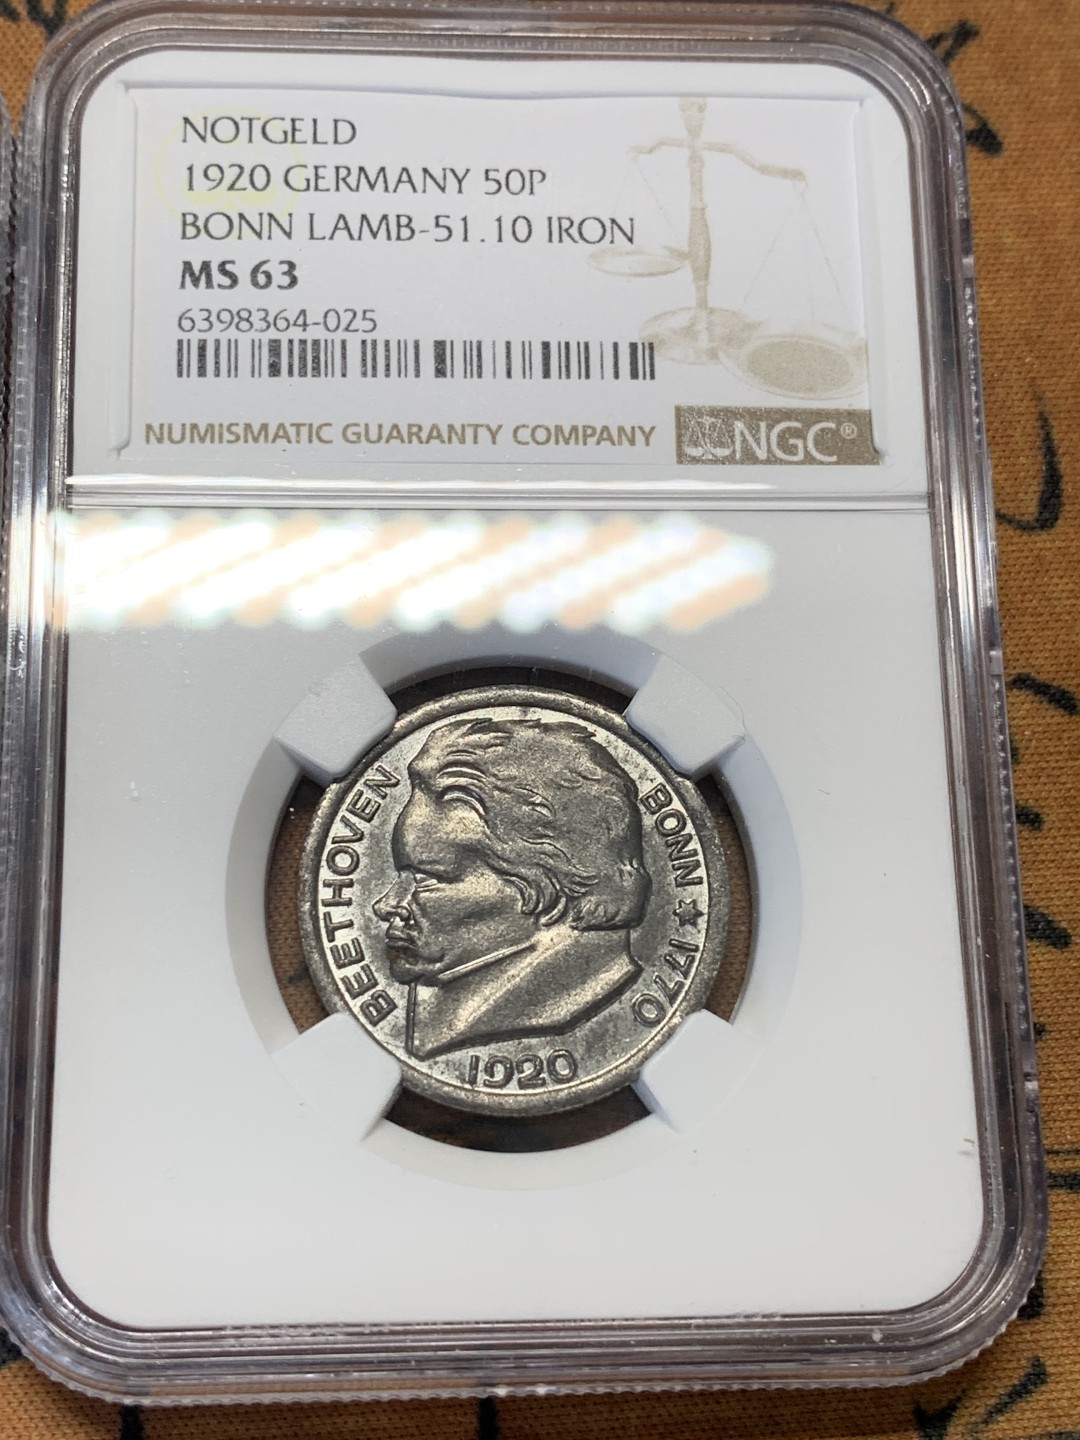 NOTGELD
1920 GERMANY 50P
BONN LAMB-51.10 IRON
MS 63
6398364-025
NUMISMATIC GUARANTY COMPANY NGC®
BEETHOVEN
BONN ★ 1770
1920